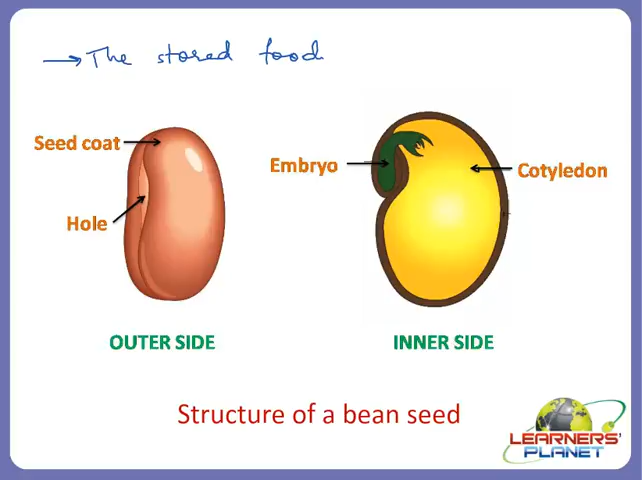 → The stored food
Seed coat
Hole
Embryo
Cotyledon
OUTER SIDE
INNER SIDE
Structure of a bean seed
LEARNERS'
PLANET